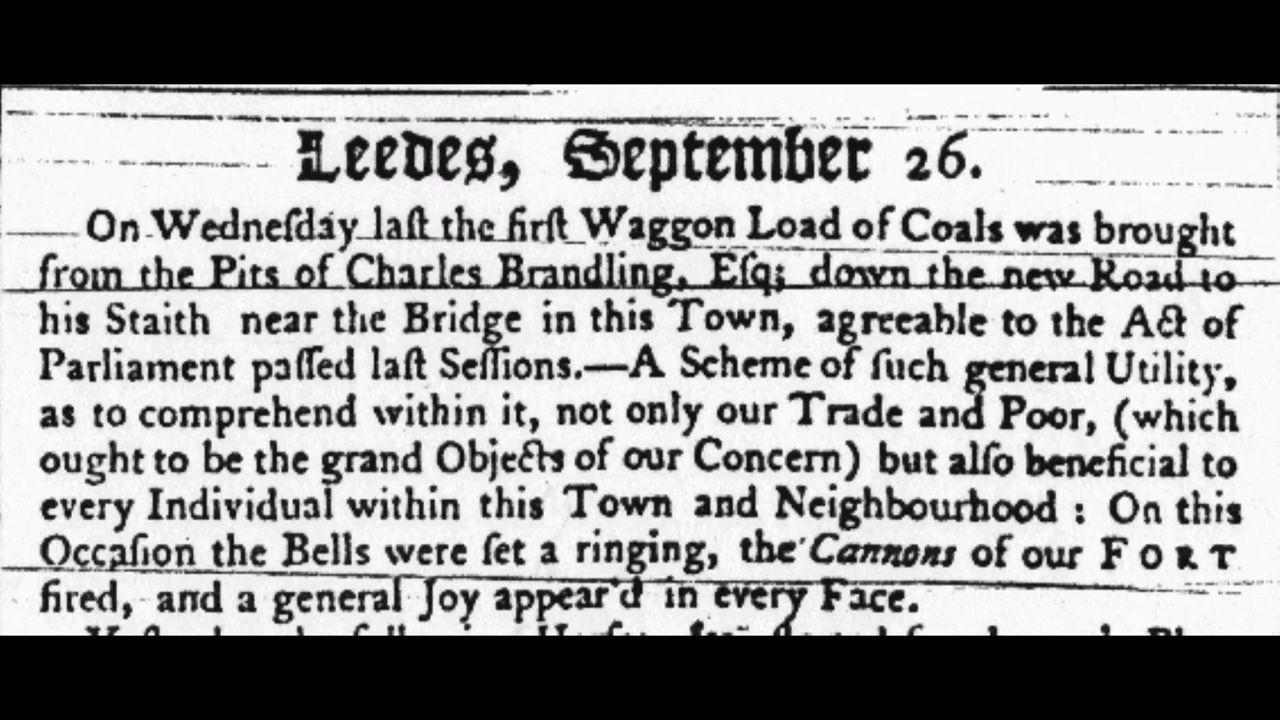 Leedes, September 26.
On Wedneſday laſt the firſt Waggon Load of Coals was brought
from the Pits of Charles Brandling, Eſq; down the new Road to
his Staith near the Bridge in this Town, agreeable to the Act of
Parliament paſſed laſt Seſſions.—A Scheme of ſuch general Utility,
as to comprehend within it, not only our Trade and Poor, (which
ought to be the grand Objects of our Concern) but alſo beneficial to
every Individual within this Town and Neighbourhood : On this
Occaſion the Bells were ſet a ringing, the Cannons of our FORT
fired, and a general Joy appear'd in every Face.